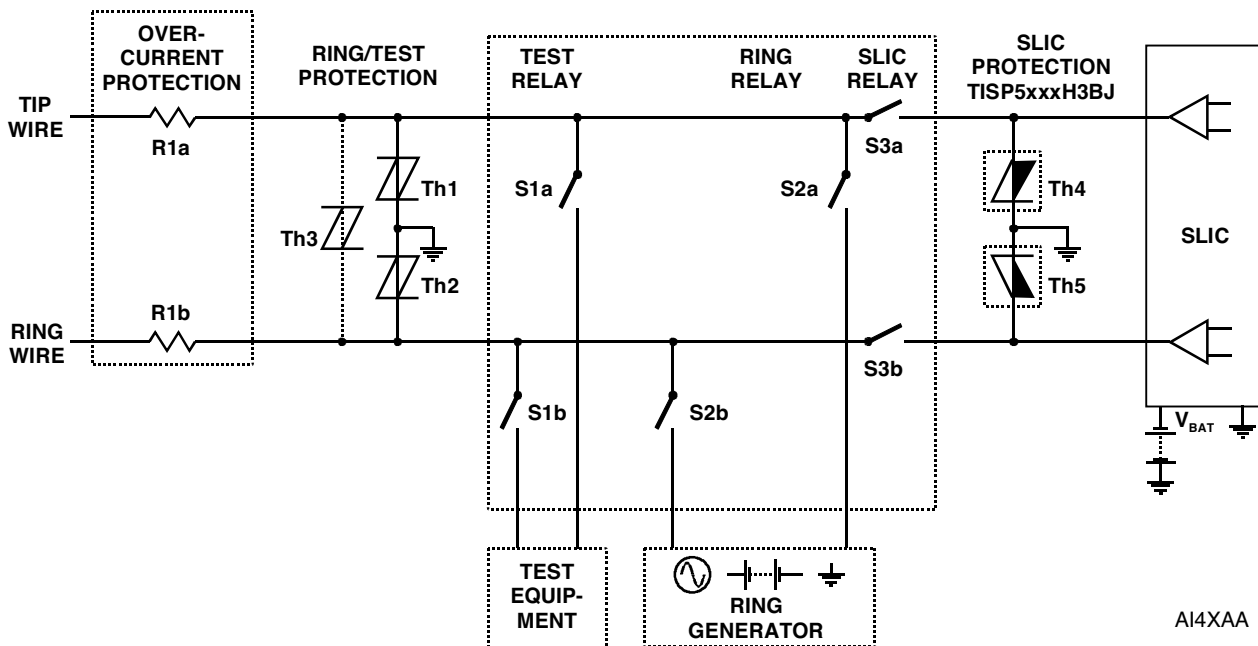 OVER-
CURRENT
PROTECTION
RING/TEST
PROTECTION
TEST
RELAY
RING
RELAY
SLIC
RELAY
SLIC
PROTECTION
TISP5xxxH3BJ
TIP
WIRE
R1a
S3a
Th1
S1a
S2a
Th4
Th3
SLIC
Th2
Th5
R1b
RING
WIRE
S3b
S1b
S2b
VBAT
TEST
EQUIP-
MENT
RING
GENERATOR
AI4XAA